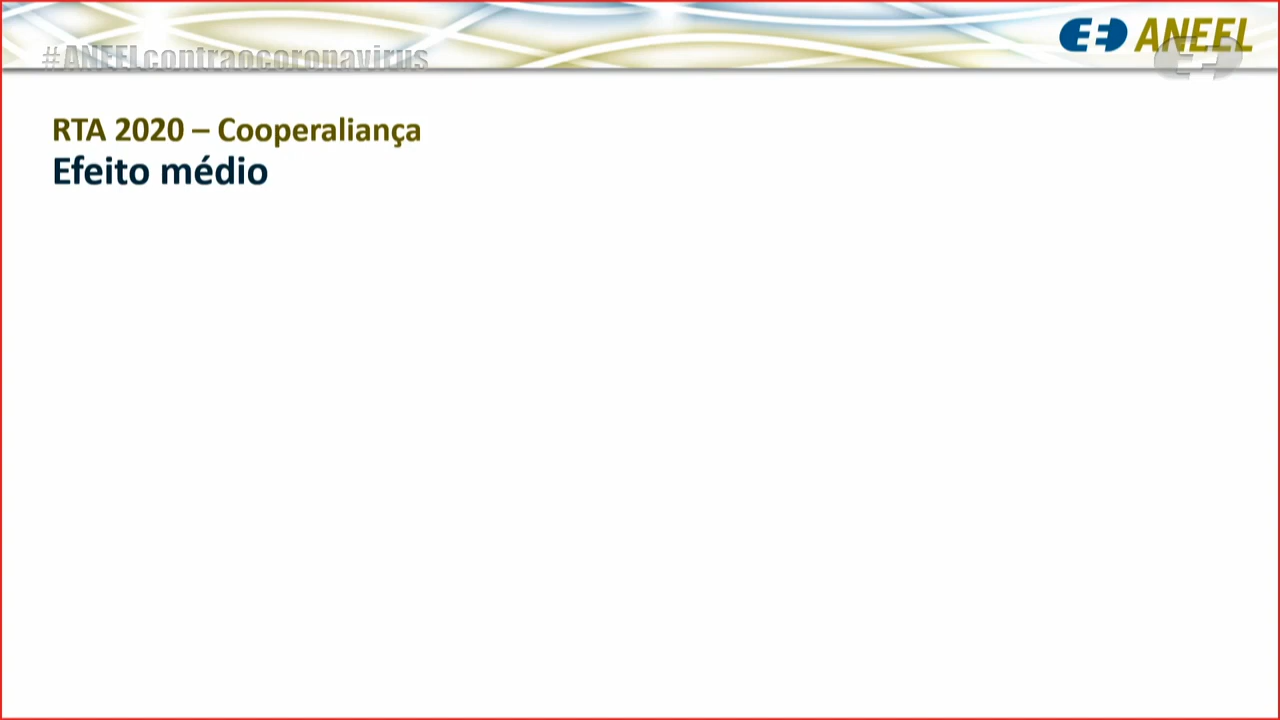 #ANEELcontraocoronavirus
ANEEL
RTA 2020 – Cooperaliança
Efeito médio